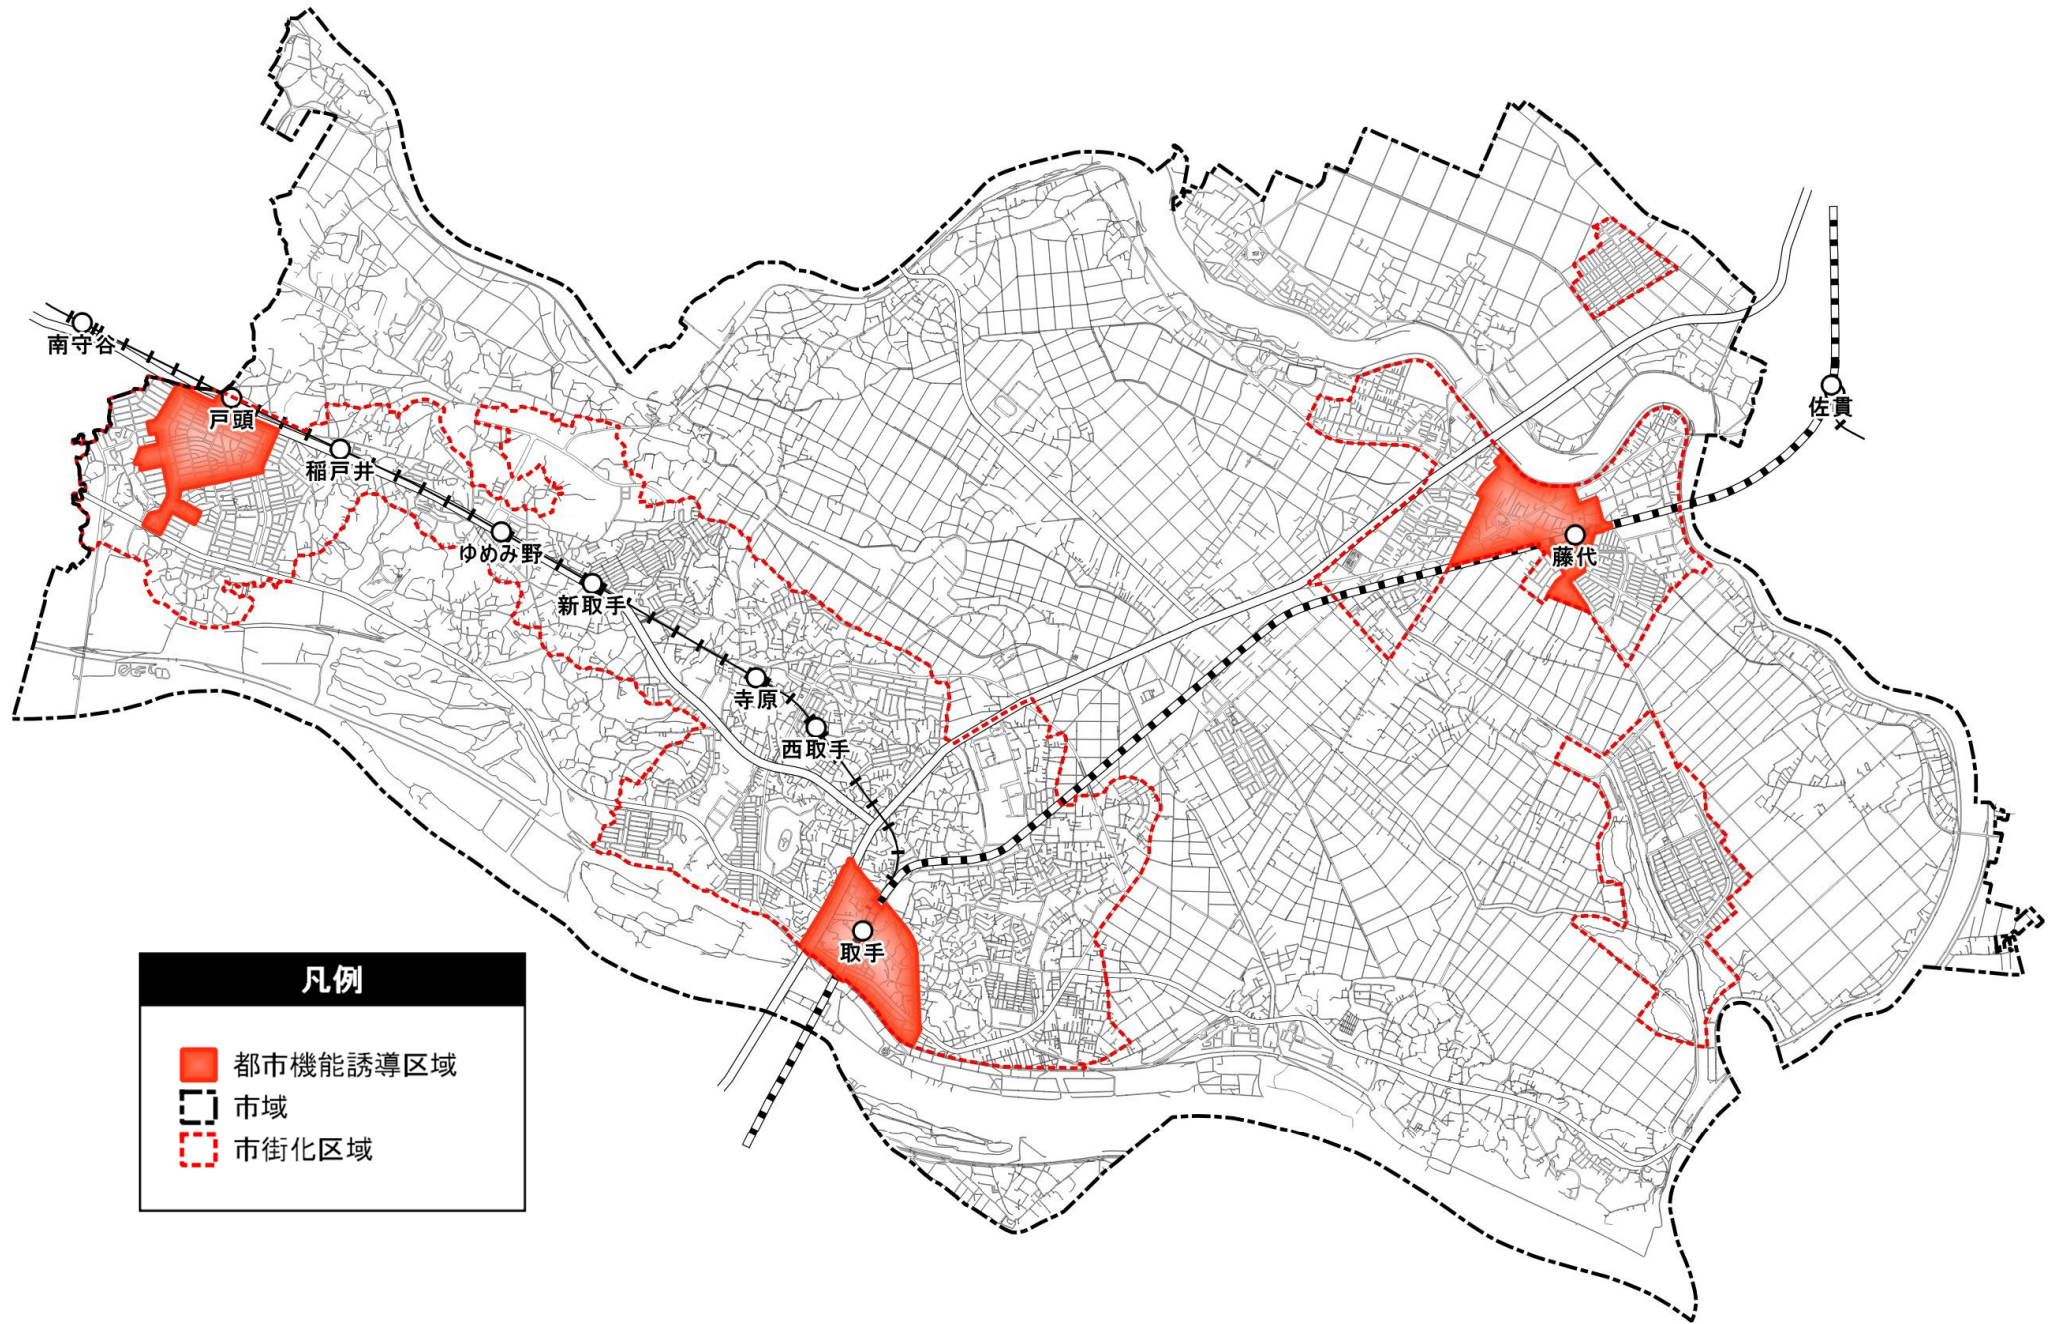 南守谷
戸頭
稲戸井
ゆめみ野
新取手
寺原
西取手
取手
藤代
佐貫
凡例
都市機能誘導区域
市域
市街化区域